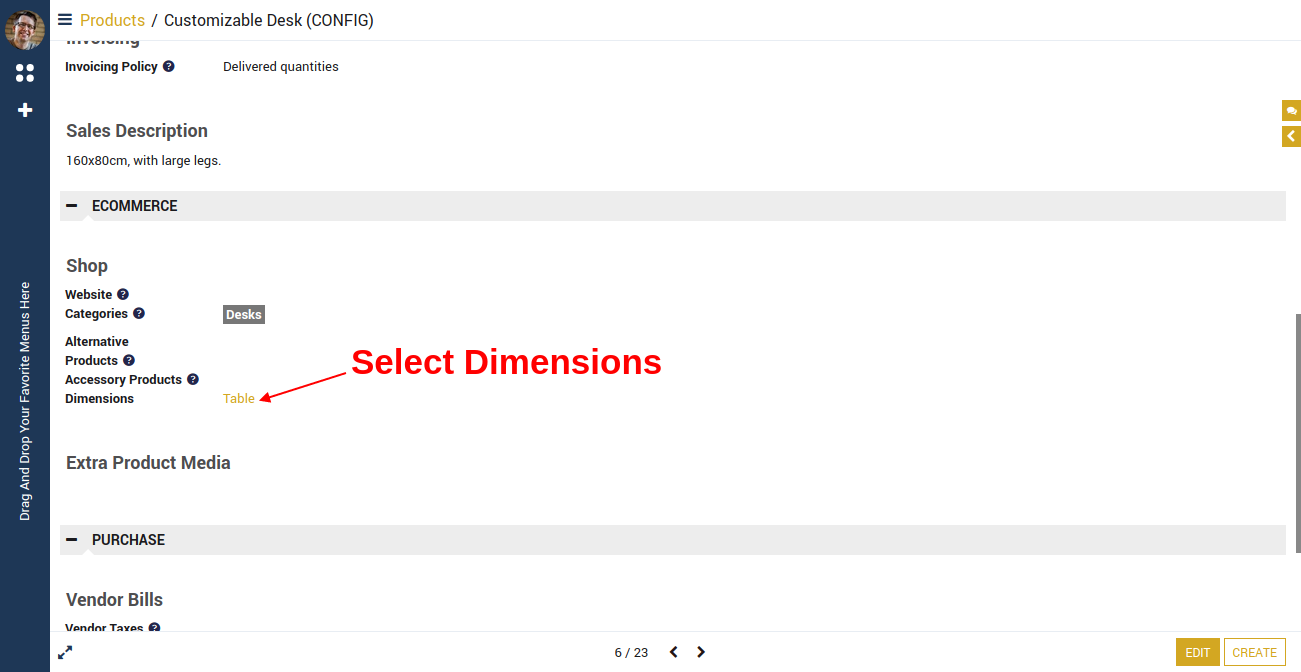 Products / Customizable Desk (CONFIG)
Invoicing
Invoicing Policy
Delivered quantities
Sales Description
160x80cm, with large legs.
ECOMMERCE
Shop
Website
Categories
Desks
Alternative
Products
Accessory Products
Dimensions
Table
Select Dimensions
Extra Product Media
PURCHASE
Vendor Bills
Vendor Taxes
6 / 23
EDIT
CREATE
Drag And Drop Your Favorite Menus Here